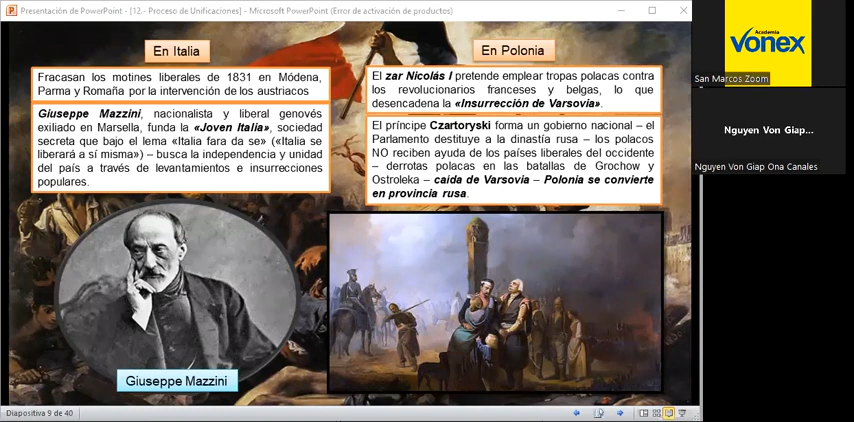 Presentación de PowerPoint - [12.- Proceso de Unificaciones] - Microsoft PowerPoint (Error de activación de productos)
En Italia
Fracasan los motines liberales de 1831 en Módena,
Parma y Romaña por la intervención de los austriacos
Giuseppe Mazzini, nacionalista y liberal genovés
exiliado en Marsella, funda la «Joven Italia», sociedad
secreta que bajo el lema «Italia fara da se» («Italia se
liberará a sí misma») – busca la independencia y unidad
del país a través de levantamientos e insurrecciones
populares.
Giuseppe Mazzini
En Polonia
El zar Nicolás I pretende emplear tropas polacas contra
los revolucionarios franceses y belgas, lo que
desencadena la «Insurrección de Varsovia».
El príncipe Czartoryski forma un gobierno nacional – el
Parlamento destituye a la dinastía rusa – los polacos
NO reciben ayuda de los países liberales del occidente
– derrotas polacas en las batallas de Grochow y
Ostroleka – caída de Varsovia – Polonia se convierte
en provincia rusa.
Diapositiva 9 de 40
Academia
VONEX
San Marcos Zoom
Nguyen Von Giap...
Nguyen Von Giap Ona Canales